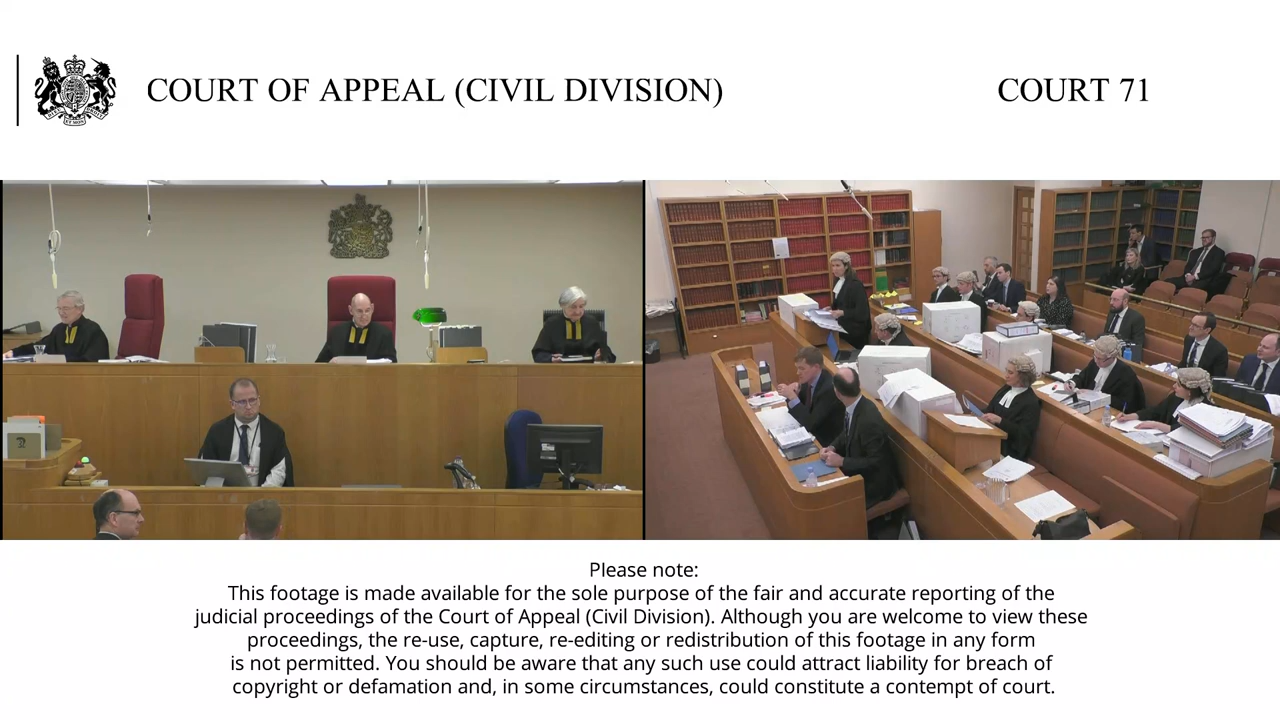 COURT OF APPEAL (CIVIL DIVISION)
COURT 71
Please note:
This footage is made available for the sole purpose of the fair and accurate reporting of the
judicial proceedings of the Court of Appeal (Civil Division). Although you are welcome to view these
proceedings, the re-use, capture, re-editing or redistribution of this footage in any form
is not permitted. You should be aware that any such use could attract liability for breach of
copyright or defamation and, in some circumstances, could constitute a contempt of court.